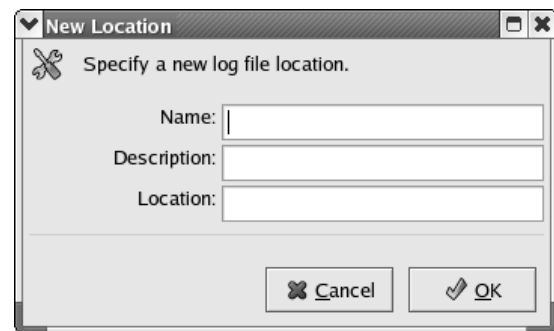 New Location
Specify a new log file location.
Name:
Description:
Location:
Cancel
OK